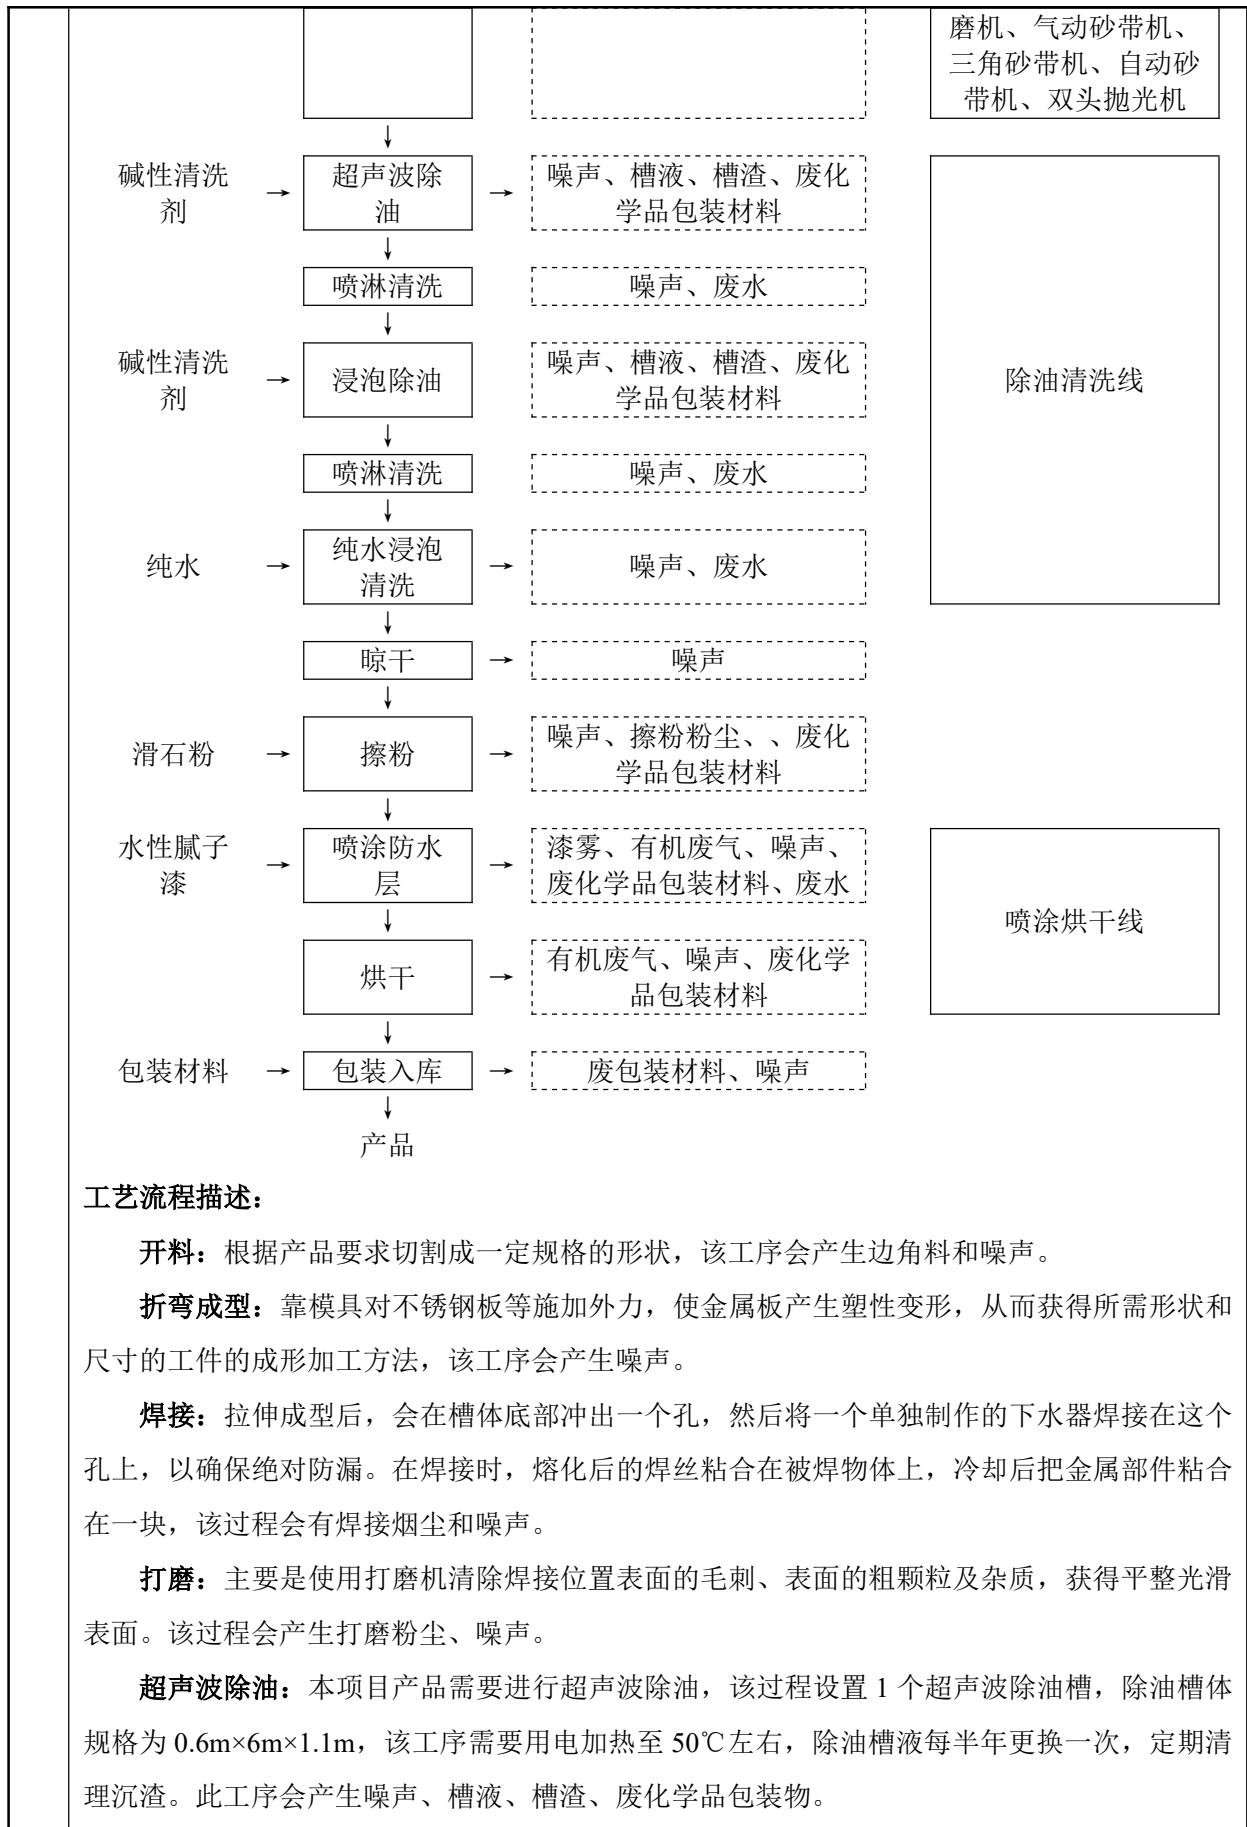 磨机、气动砂带机、
三角砂带机、自动砂
带机、双头抛光机
↓
碱性清洗
剂
→
超声波除
油
→
噪声、槽液、槽渣、废化
学品包装材料
↓
喷淋清洗
噪声、废水
↓
碱性清洗
剂
→
浸泡除油
噪声、槽液、槽渣、废化
学品包装材料
除油清洗线
↓
喷淋清洗
噪声、废水
↓
纯水
→
纯水浸泡
清洗
→
噪声、废水
↓
晾干
→
噪声
↓
滑石粉
→
擦粉
→
噪声、擦粉粉尘、、废化
学品包装材料
↓
水性腻子
漆
→
喷涂防水
层
→
漆雾、有机废气、噪声、
废化学品包装材料、废水
喷涂烘干线
↓
烘干
→
有机废气、噪声、废化学
品包装材料
↓
包装材料
→
包装入库
→
废包装材料、噪声
↓
产品
工艺流程描述：
开料：根据产品要求切割成一定规格的形状，该工序会产生边角料和噪声。
折弯成型：靠模具对不锈钢板等施加外力，使金属板产生塑性变形，从而获得所需形状和
尺寸的工件的成形加工方法，该工序会产生噪声。
焊接：拉伸成型后，会在槽体底部冲出一个孔，然后将一个单独制作的下水器焊接在这个
孔上，以确保绝对防漏。在焊接时，熔化后的焊丝粘合在被焊物体上，冷却后把金属部件粘合
在一块，该过程会有焊接烟尘和噪声。
打磨：主要是使用打磨机清除焊接位置表面的毛刺、表面的粗颗粒及杂质，获得平整光滑
表面。该过程会产生打磨粉尘、噪声。
超声波除油：本项目产品需要进行超声波除油，该过程设置 1 个超声波除油槽，除油槽体
规格为 0.6m×6m×1.1m，该工序需要用电加热至 50℃左右，除油槽液每半年更换一次，定期清
理沉渣。此工序会产生噪声、槽液、槽渣、废化学品包装物。